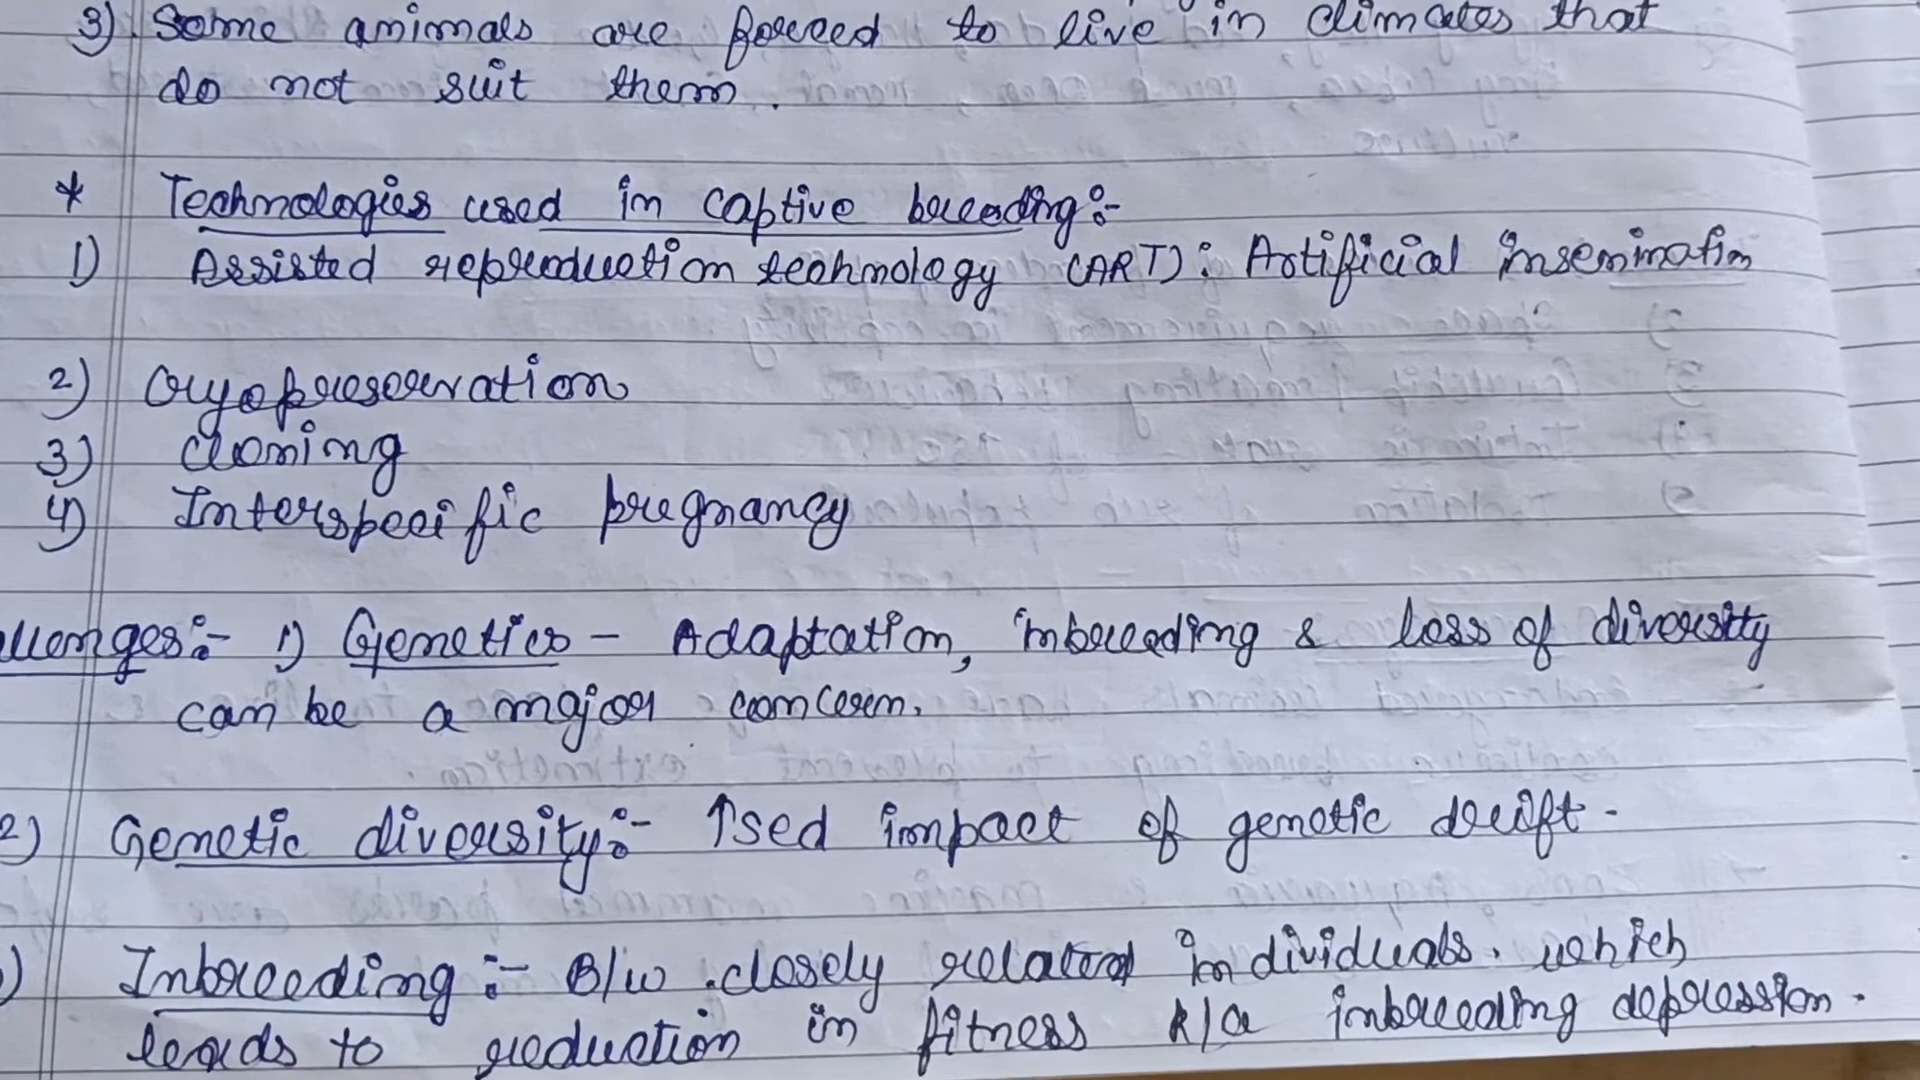 3) Some animals are forced to live in climates that
do not suit them.
* Technologies used in captive breeding:-
1) Assisted reproduction technology (ART): Artificial insemination
2) Cryopreservation
3) Cloning
4) Interspecific pregnancy
llenges:- 1) Genetics - Adaptation, inbreeding & loss of diversity
can be a major concern.
2) Genetic diversity:- ↑sed impact of genetic drift.
) Inbreeding:- B/w closely related individuals. which
leads to reduction in fitness k/a inbreeding depression.